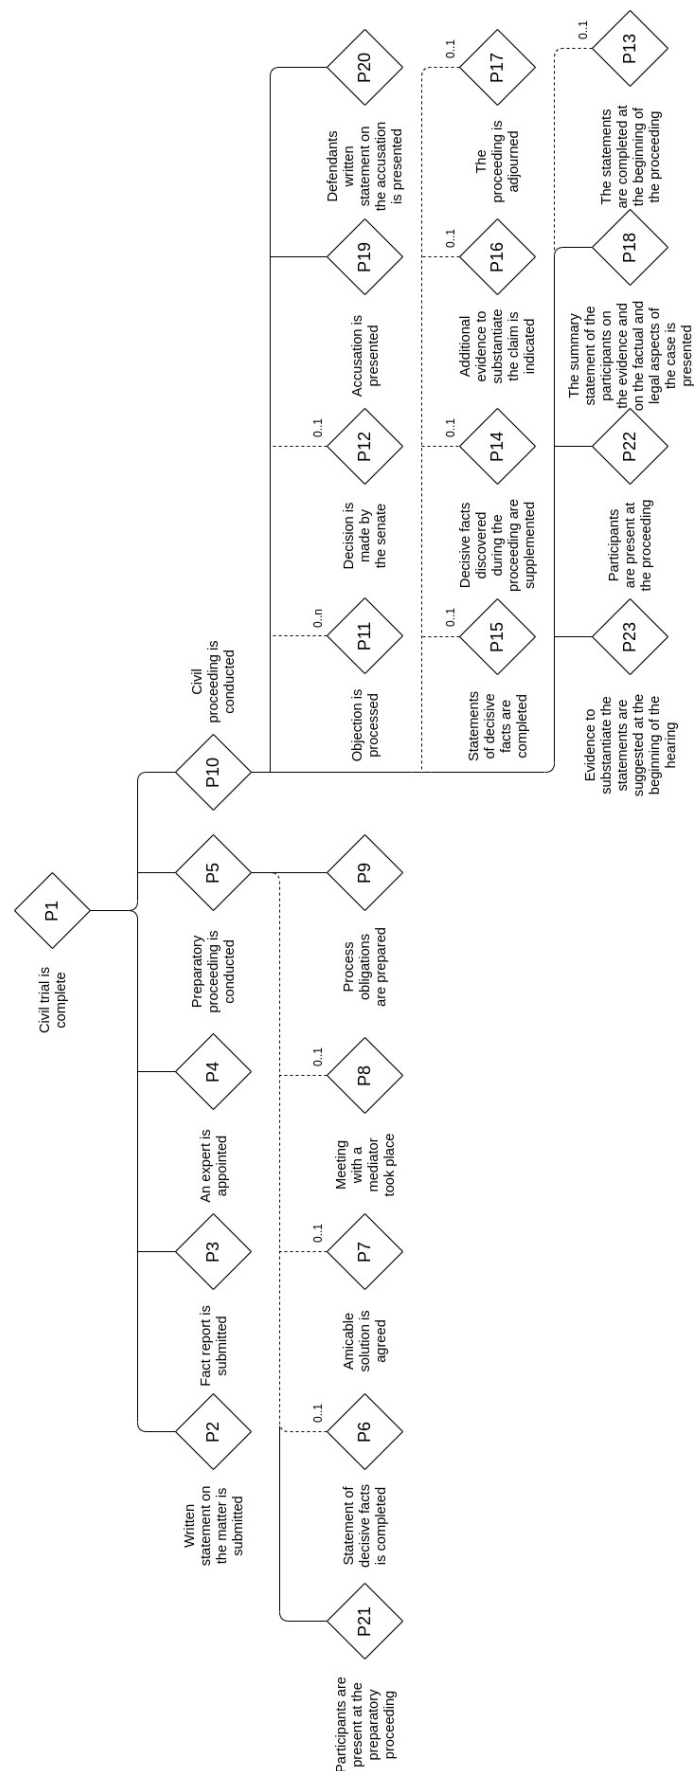 Civil trial is
complete
P1
Written
statement on
the matter is
submitted
P2
Fact report is
submitted
P3
An expert is
appointed
P4
Preparatory
proceeding is
conducted
P5
P10
Civil
proceeding is
conducted
Participants are
present at the
preparatory
proceeding
P21
Statement of
decisive facts
is completed
P6
0..1
Amicable
solution is
agreed
P7
0..1
Meeting
with a
mediator
took place
P8
0..1
Process
obligations
are prepared
P9
Objection is
processed
P11
0..n
Decision is
made by
the senate
P12
0..1
Accusation is
presented
P19
Defendants
written
statement on
the accusation
is presented
P20
Statements
of decisive
facts are
completed
P15
0..1
Decisive facts
discovered
during the
proceeding are
supplemented
P14
0..1
Additional
evidence to
substantiate
the claim is
indicated
P16
0..1
The
proceeding is
adjourned
P17
0..1
Evidence to
substantiate the
statements are
suggested at the
beginning of the
hearing
P23
Participants
are present at
the proceeding
P22
The summary
statement of the
participants on
the evidence and
on the factual and
legal aspects of
the case is
presented
P18
The statements
are completed at
the beginning of
the proceeding
P13
0..1